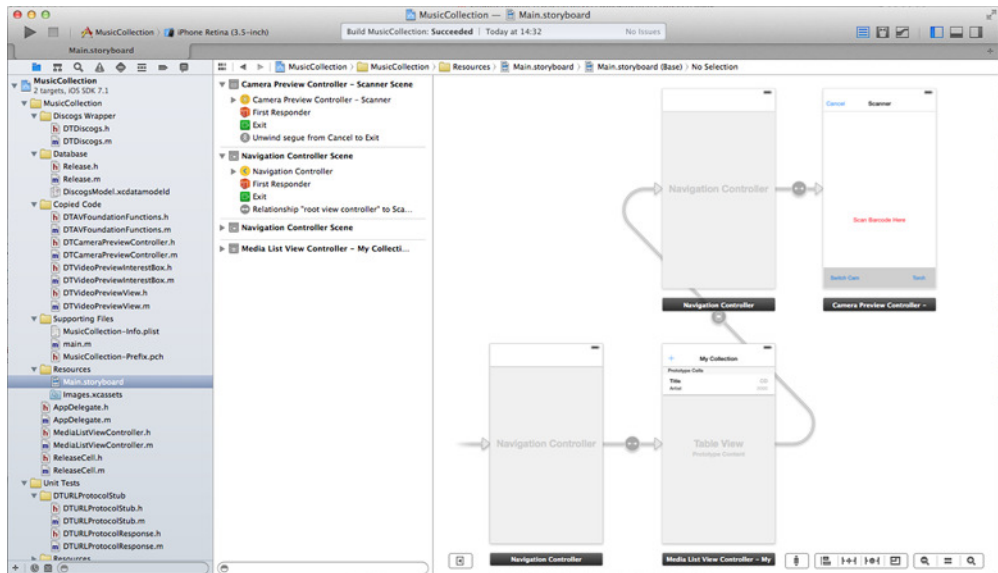 MusicCollection — Main.storyboard
MusicCollection
iPhone Retina (3.5-inch)
Build MusicCollection: Succeeded | Today at 14:32
No Issues
Main.storyboard
MusicCollection
MusicCollection
Resources
Main.storyboard
Main.storyboard (Base)
No Selection
MusicCollection
2 targets, iOS SDK 7.1
MusicCollection
Discogs Wrapper
DTDiscogs.h
DTDiscogs.m
Database
Release.h
Release.m
DiscogsModel.xcdatamodeld
Copied Code
DTAVFoundationFunctions.h
DTAVFoundationFunctions.m
DTCameraPreviewController.h
DTCameraPreviewController.m
DTVideoPreviewInterestBox.h
DTVideoPreviewInterestBox.m
DTVideoPreviewView.h
DTVideoPreviewView.m
Supporting Files
MusicCollection-Info.plist
main.m
MusicCollection-Prefix.pch
Resources
Main.storyboard
Images.xcassets
AppDelegate.h
AppDelegate.m
MediaListViewController.h
MediaListViewController.m
ReleaseCell.h
ReleaseCell.m
Unit Tests
DTURLProtocolStub
DTURLProtocolStub.h
DTURLProtocolStub.m
DTURLProtocolResponse.h
DTURLProtocolResponse.m
Resources
Camera Preview Controller – Scanner Scene
Camera Preview Controller – Scanner
First Responder
Exit
Unwind segue from Cancel to Exit
Navigation Controller Scene
Navigation Controller
First Responder
Exit
Relationship "root view controller" to Sca...
Navigation Controller Scene
Media List View Controller – My Collecti...
Navigation Controller
Navigation Controller
Cancel
Scanner
Scan Barcode Here
Switch Cam
Torch
Camera Preview Controller –
Navigation Controller
Navigation Controller
My Collection
Prototype Cells
Title
CD
Artist
Table View
Prototype Content
Media List View Controller – My